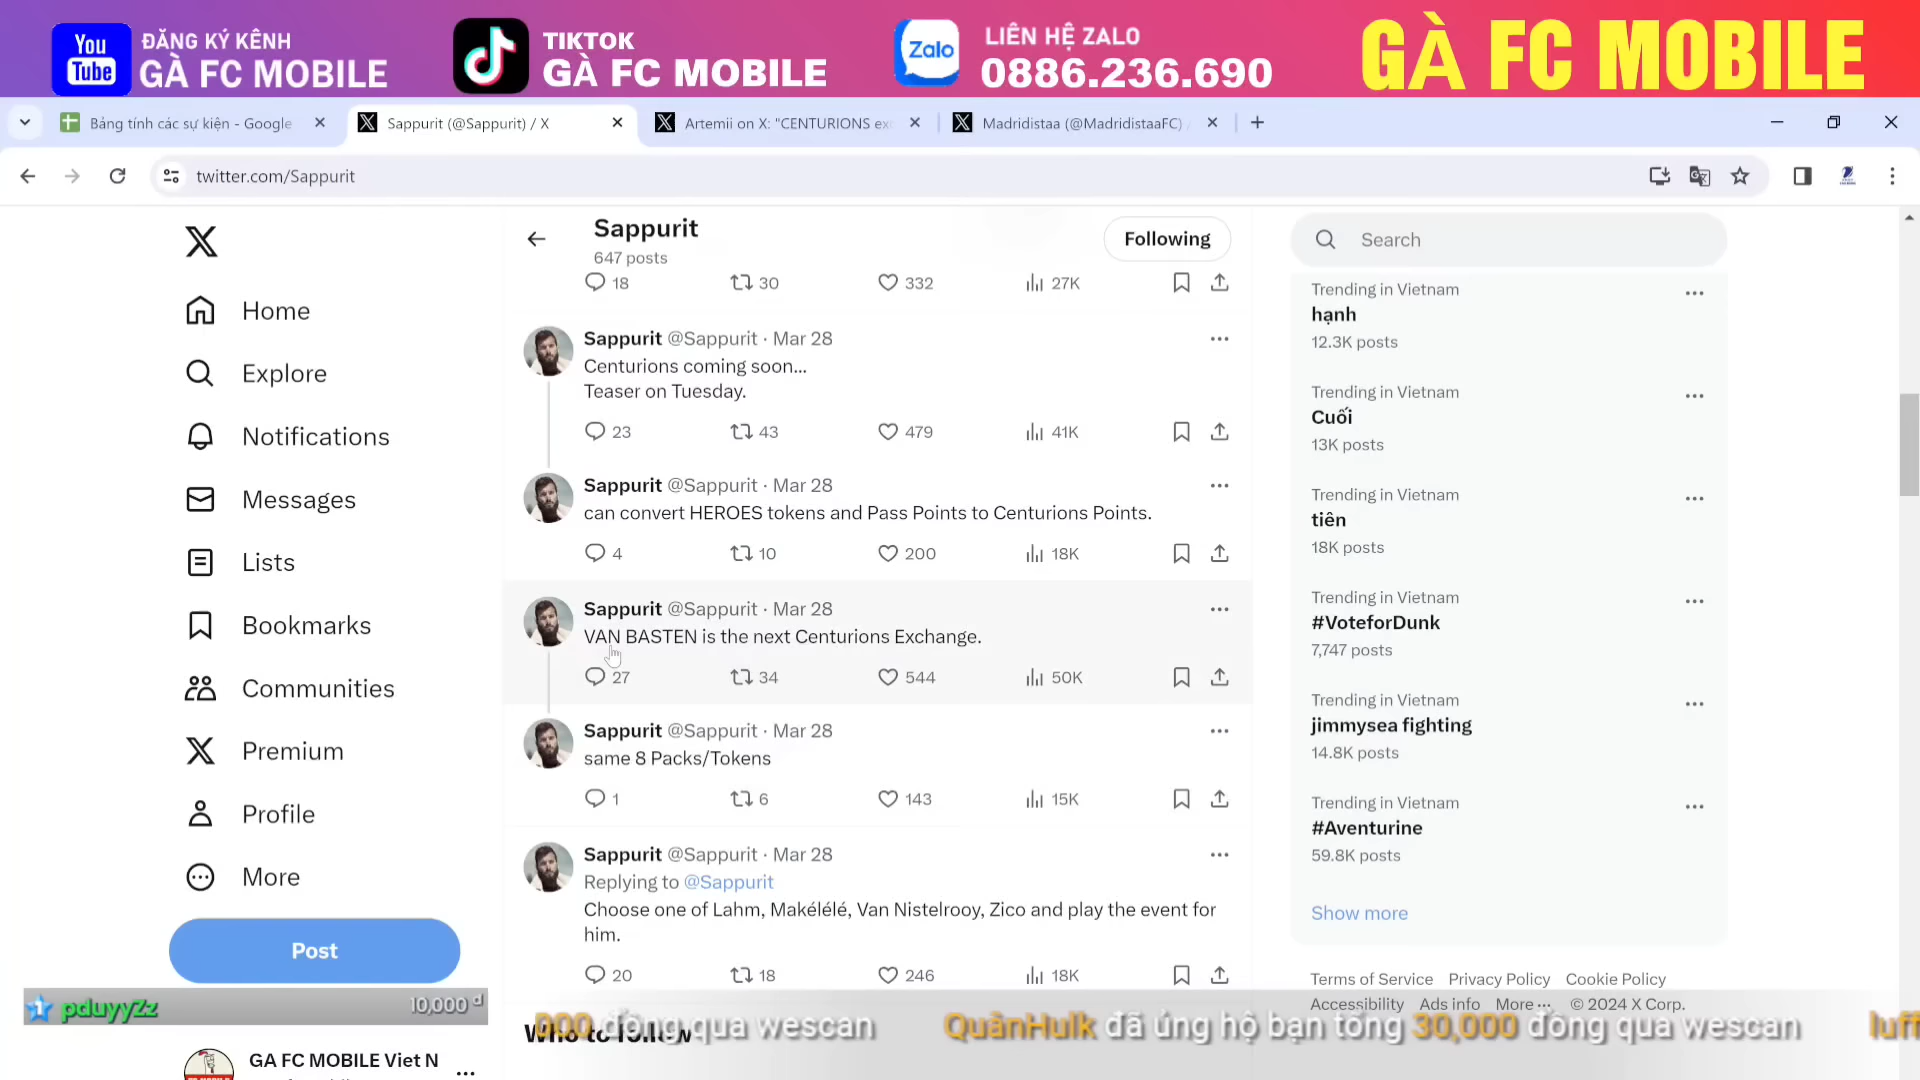 You
Tube
ĐĂNG KÝ KÊNH
GÀ FC MOBILE
TIKTOK
GÀ FC MOBILE
Zalo
LIÊN HỆ ZALO
0886.236.690
GÀ FC MOBILE
Bảng tính các sự kiện - Google
Sappurit (@Sappurit) / X
Artemii on X: "CENTURIONS ex
Madridistaa (@MadridistaaFC)
twitter.com/Sappurit
Home
Explore
Notifications
Messages
Lists
Bookmarks
Communities
Premium
Profile
More
Post
pduyyZz
10,000 đ
GA FC MOBILE Viet N
Sappurit
647 posts
Following
18 30 332 27K
Sappurit @Sappurit · Mar 28
Centurions coming soon...
Teaser on Tuesday.
23 43 479 41K
Sappurit @Sappurit · Mar 28
can convert HEROES tokens and Pass Points to Centurions Points.
4 10 200 18K
Sappurit @Sappurit · Mar 28
VAN BASTEN is the next Centurions Exchange.
27 34 544 50K
Sappurit @Sappurit · Mar 28
same 8 Packs/Tokens
1 6 143 15K
Sappurit @Sappurit · Mar 28
Replying to @Sappurit
Choose one of Lahm, Makélélé, Van Nistelrooy, Zico and play the event for
him.
20 18 246 18K
Who to follow
Search
Trending in Vietnam
hạnh
12.3K posts
Trending in Vietnam
Cuối
13K posts
Trending in Vietnam
tiên
18K posts
Trending in Vietnam
#VoteforDunk
7,747 posts
Trending in Vietnam
jimmysea fighting
14.8K posts
Trending in Vietnam
#Aventurine
59.8K posts
Show more
Terms of Service Privacy Policy Cookie Policy
Accessibility Ads info More ... © 2024 X Corp.
000 đồng qua wescan QuânHulk đã ủng hộ bạn tổng 30,000 đồng qua wescan luff